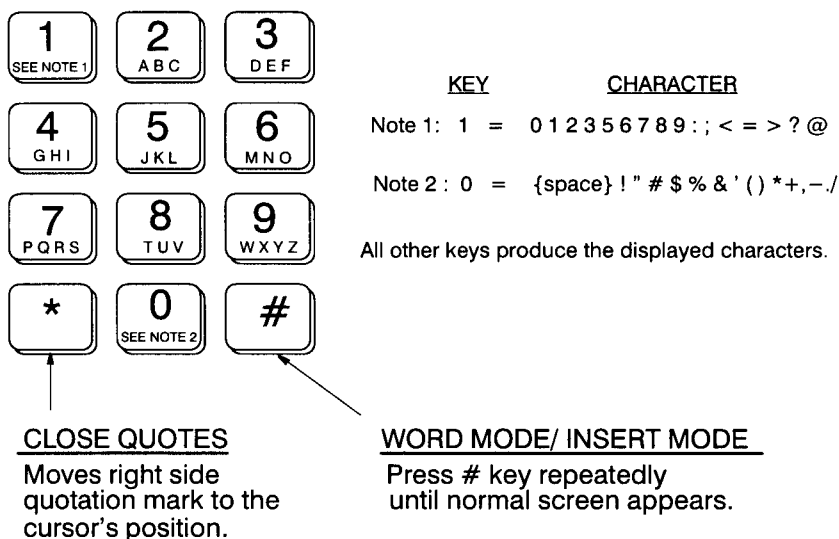 1
SEE NOTE 1
2
ABC
3
DEF
4
GHI
5
JKL
6
MNO
7
PQRS
8
TUV
9
WXYZ
*
0
SEE NOTE 2
#
KEY CHARACTER
Note 1: 1 = 0 1 2 3 5 6 7 8 9 : ; < = > ? @
Note 2 : 0 = {space} ! " # $ % & ' ( ) * + , – . /
All other keys produce the displayed characters.
CLOSE QUOTES
Moves right side
quotation mark to the
cursor's position.
WORD MODE/ INSERT MODE
Press # key repeatedly
until normal screen appears.